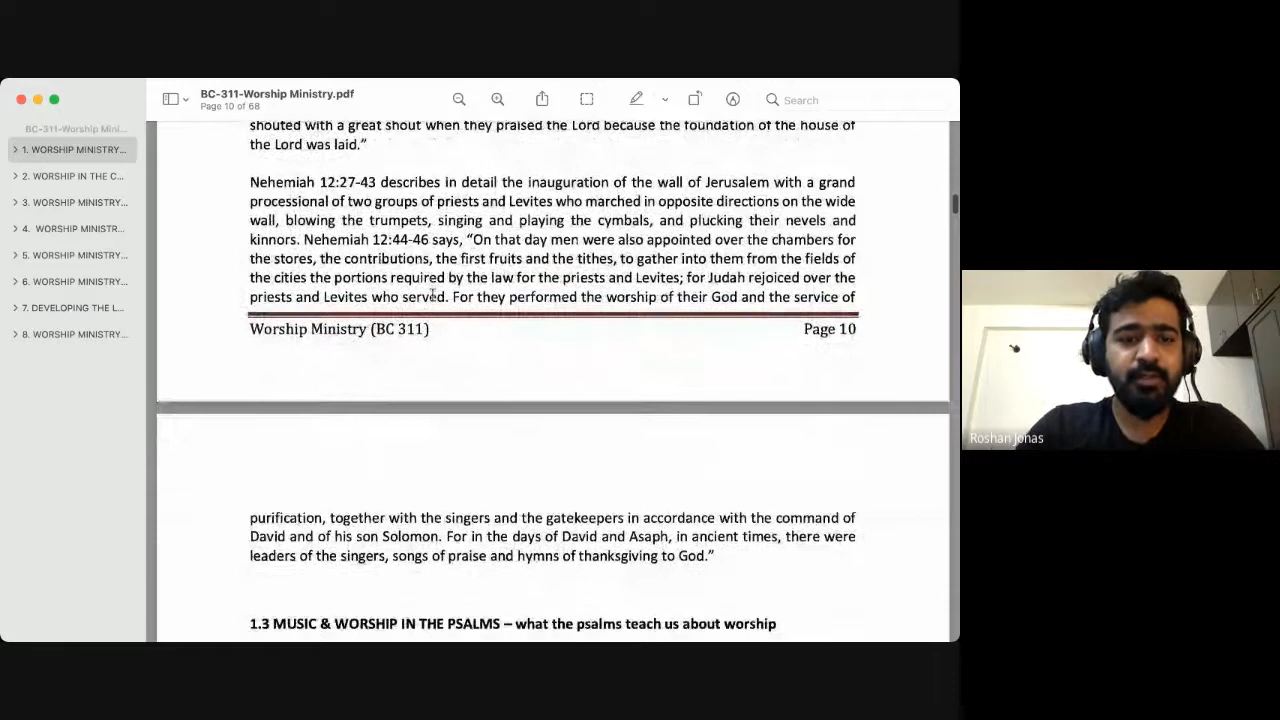 BC-311-Worship Ministry.pdf
Page 10 of 68
Search
BC-311-Worship Mini...
1. WORSHIP MINISTRY...
2. WORSHIP IN THE C...
3. WORSHIP MINISTRY...
4. WORSHIP MINISTR...
5. WORSHIP MINISTRY...
6. WORSHIP MINISTRY...
7. DEVELOPING THE L...
8. WORSHIP MINISTRY...
shouted with a great shout when they praised the Lord because the foundation of the house of
the Lord was laid.”
Nehemiah 12:27-43 describes in detail the inauguration of the wall of Jerusalem with a grand
processional of two groups of priests and Levites who marched in opposite directions on the wide
wall, blowing the trumpets, singing and playing the cymbals, and plucking their nevels and
kinnors. Nehemiah 12:44-46 says, “On that day men were also appointed over the chambers for
the stores, the contributions, the first fruits and the tithes, to gather into them from the fields of
the cities the portions required by the law for the priests and Levites; for Judah rejoiced over the
priests and Levites who served. For they performed the worship of their God and the service of
Worship Ministry (BC 311)
Page 10
purification, together with the singers and the gatekeepers in accordance with the command of
David and of his son Solomon. For in the days of David and Asaph, in ancient times, there were
leaders of the singers, songs of praise and hymns of thanksgiving to God.”
1.3 MUSIC & WORSHIP IN THE PSALMS – what the psalms teach us about worship
Roshan Jonas